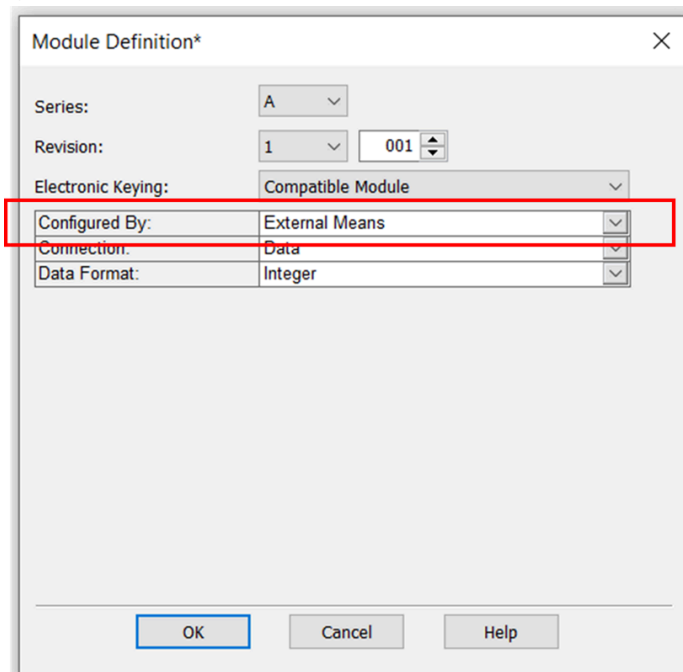 Module Definition*
Series: A
Revision: 1 001
Electronic Keying: Compatible Module
Configured By: External Means
Connection: Data
Data Format: Integer
OK Cancel Help